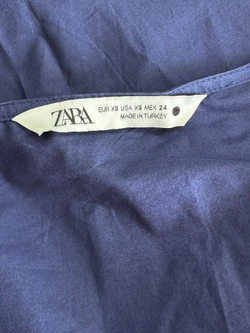 ZARA
EUR XS USA XS MEX 24
MADE IN TURKEY